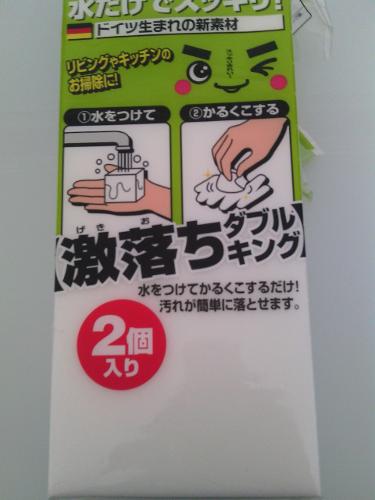 水だけでスッキリ!
ドイツ生まれの新素材
リビングやキッチンの
お掃除に!
①水をつけて
②かるくこする
げき お
激落ち
ダブル
キング
水をつけてかるくこするだけ!
汚れが簡単に落とせます。
2個
入り